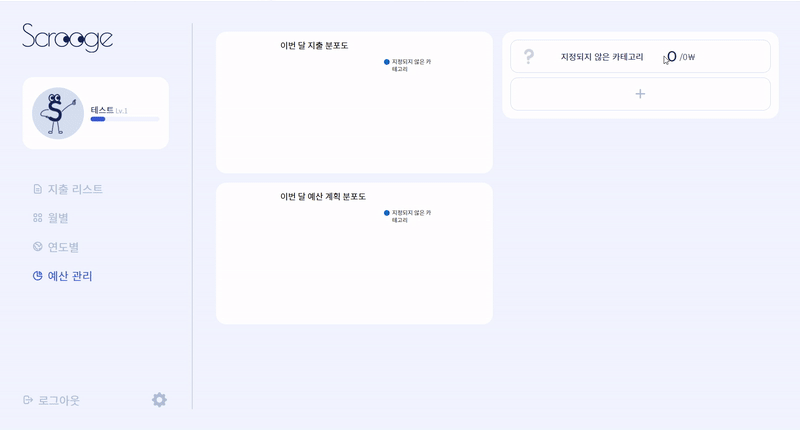 Scrooge
테스트 Lv.1
지출 리스트
월별
연도별
예산 관리
로그아웃
이번 달 지출 분포도
지정되지 않은 카
테고리
이번 달 예산 계획 분포도
지정되지 않은 카
테고리
? 지정되지 않은 카테고리 0 /0₩
+